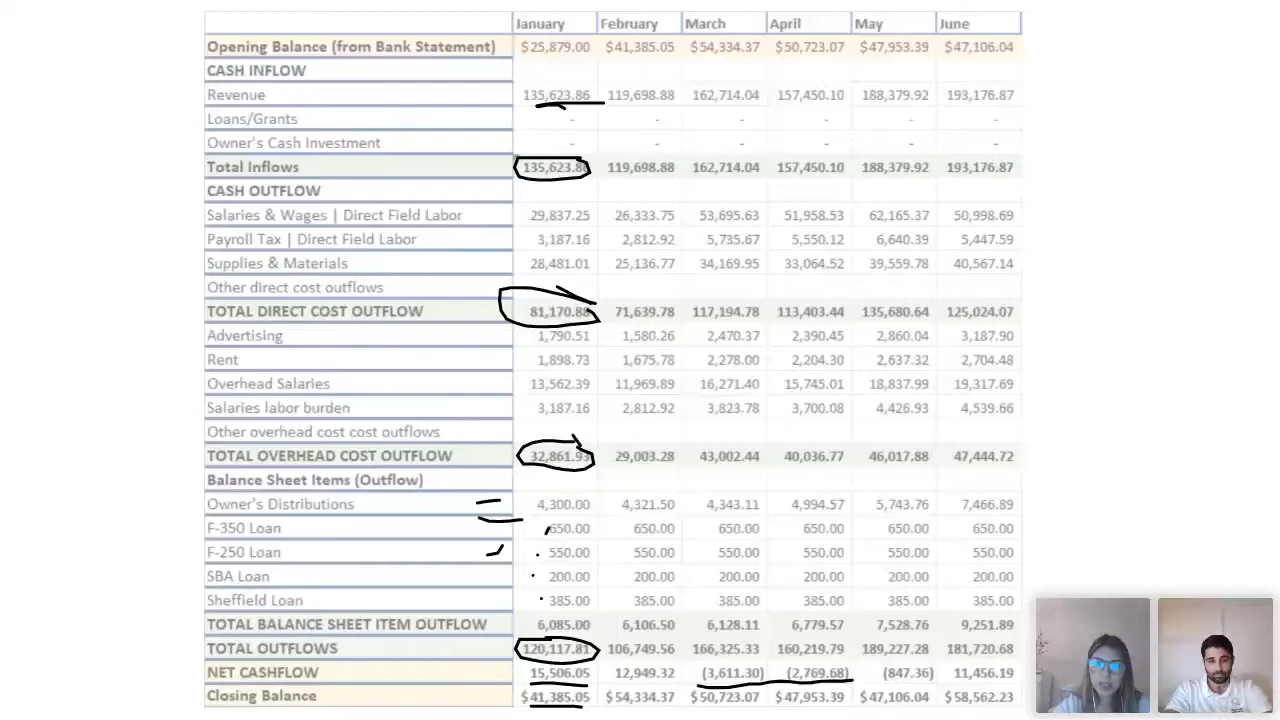 January February March April May June
Opening Balance (from Bank Statement) $25,879.00 $41,385.05 $54,334.37 $50,723.07 $47,953.39 $47,106.04
CASH INFLOW
Revenue 135,623.86 119,698.88 162,714.04 157,450.10 188,379.92 193,176.87
Loans/Grants - - - - - -
Owner's Cash Investment - - - - - -
Total Inflows 135,623.86 119,698.88 162,714.04 157,450.10 188,379.92 193,176.87
CASH OUTFLOW
Salaries & Wages | Direct Field Labor 29,837.25 26,333.75 53,695.63 51,958.53 62,165.37 50,998.69
Payroll Tax | Direct Field Labor 3,187.16 2,812.92 5,735.67 5,550.12 6,640.39 5,447.59
Supplies & Materials 28,481.01 25,136.77 34,169.95 33,064.52 39,559.78 40,567.14
Other direct cost outflows
TOTAL DIRECT COST OUTFLOW 81,170.88 71,639.78 117,194.78 113,403.44 135,680.64 125,024.07
Advertising 1,790.51 1,580.26 2,470.37 2,390.45 2,860.04 3,187.90
Rent 1,898.73 1,675.78 2,278.00 2,204.30 2,637.32 2,704.48
Overhead Salaries 13,562.39 11,969.89 16,271.40 15,745.01 18,837.99 19,317.69
Salaries labor burden 3,187.16 2,812.92 3,823.78 3,700.08 4,426.93 4,539.66
Other overhead cost cost outflows
TOTAL OVERHEAD COST OUTFLOW 32,861.93 29,003.28 43,002.44 40,036.77 46,017.88 47,444.72
Balance Sheet Items (Outflow)
Owner's Distributions 4,300.00 4,321.50 4,343.11 4,994.57 5,743.76 7,466.89
F-350 Loan 650.00 650.00 650.00 650.00 650.00 650.00
F-250 Loan 550.00 550.00 550.00 550.00 550.00 550.00
SBA Loan 200.00 200.00 200.00 200.00 200.00 200.00
Sheffield Loan 385.00 385.00 385.00 385.00 385.00 385.00
TOTAL BALANCE SHEET ITEM OUTFLOW 6,085.00 6,106.50 6,128.11 6,779.57 7,528.76 9,251.89
TOTAL OUTFLOWS 120,117.81 106,749.56 166,325.33 160,219.79 189,227.28 181,720.68
NET CASHFLOW 15,506.05 12,949.32 (3,611.30) (2,769.68) (847.36) 11,456.19
Closing Balance $41,385.05 $54,334.37 $50,723.07 $47,953.39 $47,106.04 $58,562.23